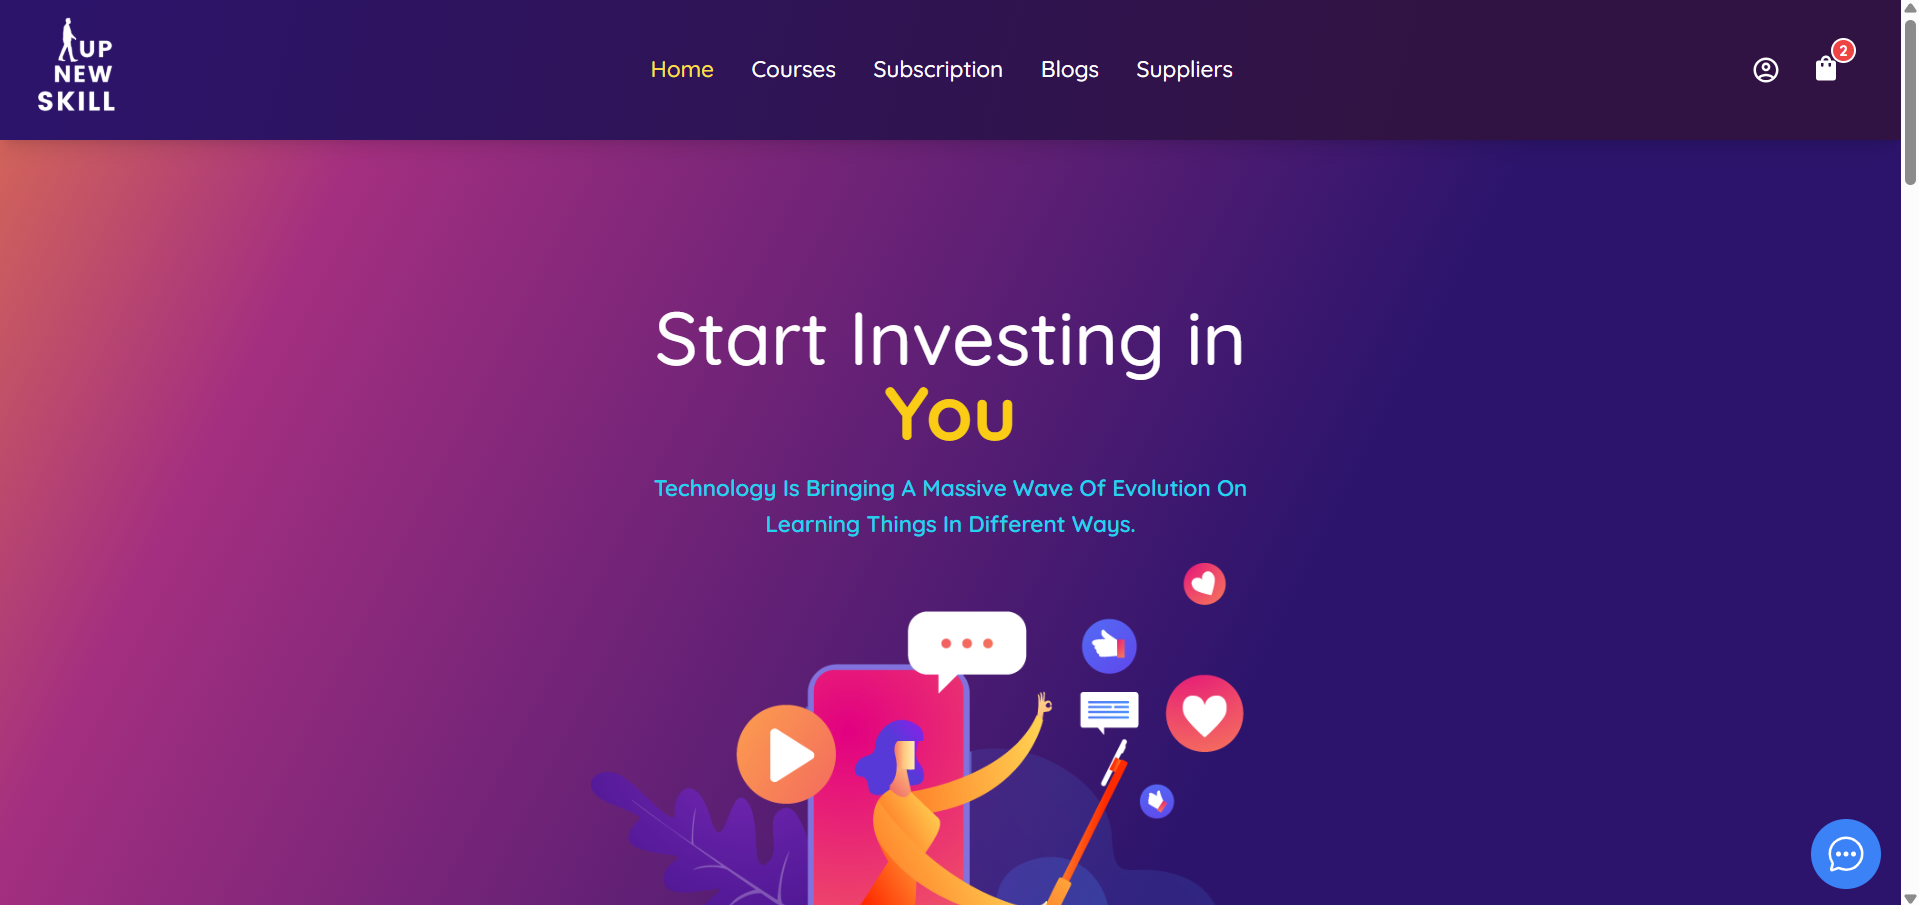 UP
NEW
SKILL
Home Courses Subscription Blogs Suppliers
2
Start Investing in
You
Technology Is Bringing A Massive Wave Of Evolution On
Learning Things In Different Ways.